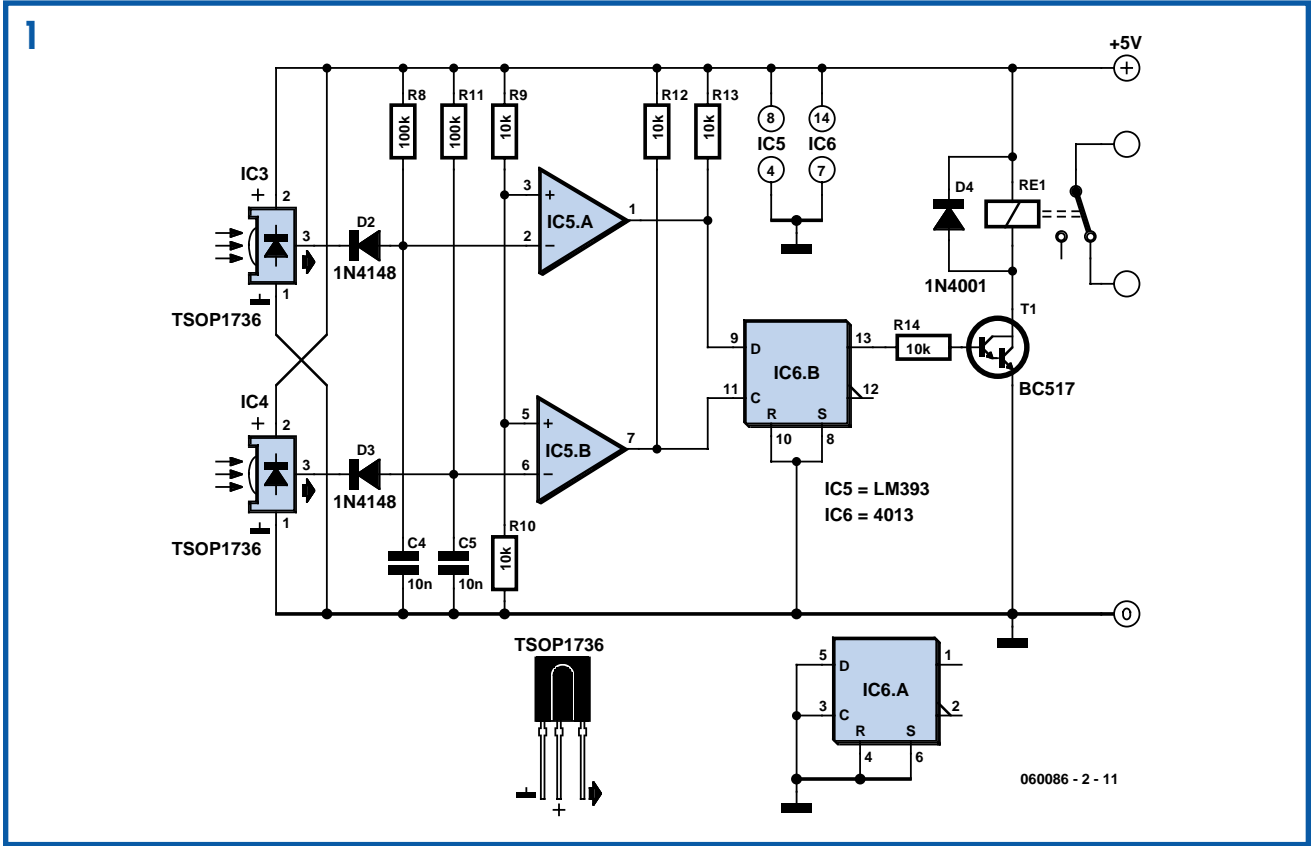 1
+5V
+
R8
R11
R9
R12
R13
100k
100k
10k
10k
10k
8
14
IC5
IC6
4
7
IC3
+
2
3
1
D2
1N4148
TSOP1736
3
+
2
–
IC5.A
1
D4
RE1
1N4001
T1
BC517
R14
10k
9
D
11
C
IC6.B
13
12
R
S
10
8
IC4
+
2
3
1
D3
1N4148
TSOP1736
5
+
6
–
IC5.B
7
IC5 = LM393
IC6 = 4013
C4
10n
C5
10n
R10
10k
0
TSOP1736
+
5
D
3
C
IC6.A
1
2
R
S
4
6
060086 - 2 - 11